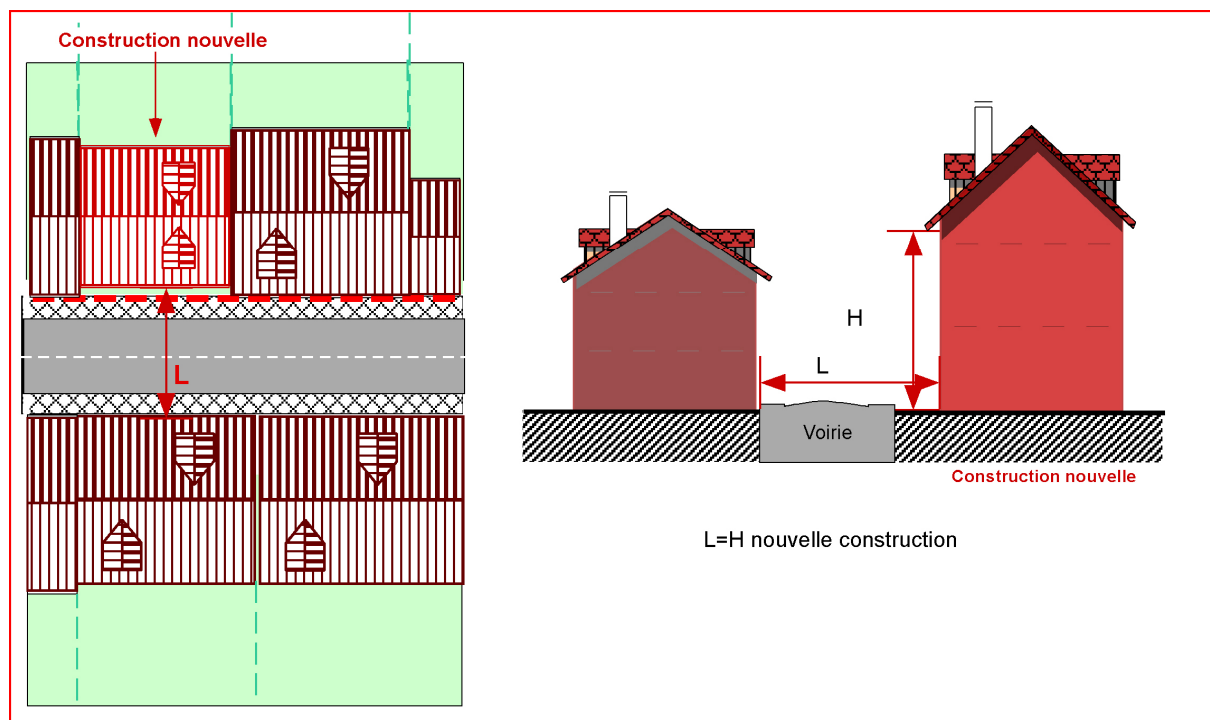 Construction nouvelle
L
H
L
Voirie
Construction nouvelle
L=H nouvelle construction